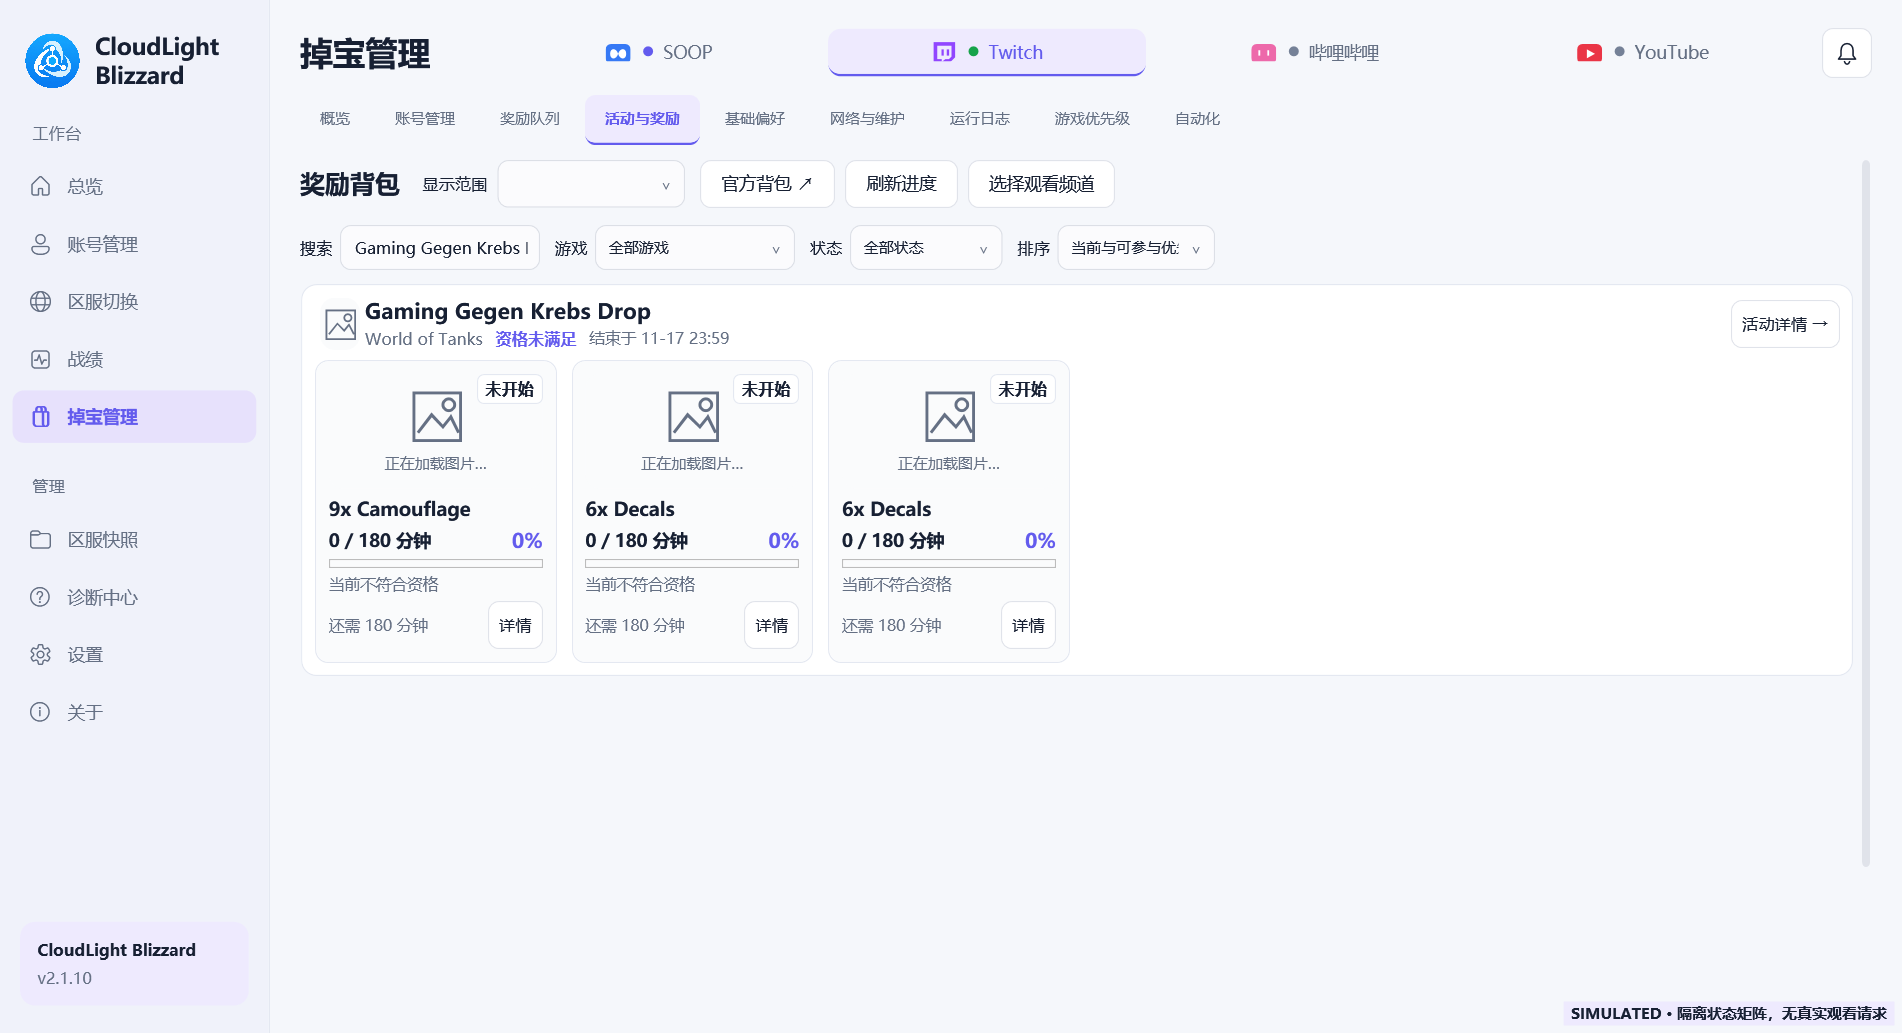 CloudLight
Blizzard
工作台
总览
账号管理
区服切换
战绩
掉宝管理
管理
区服快照
诊断中心
设置
关于
CloudLight Blizzard
v2.1.10
掉宝管理
SOOP
Twitch
哔哩哔哩
YouTube
概览 账号管理 奖励队列 活动与奖励 基础偏好 网络与维护 运行日志 游戏优先级 自动化
奖励背包 显示范围 官方背包 ↗ 刷新进度 选择观看频道
搜索 Gaming Gegen Krebs 游戏 全部游戏 状态 全部状态 排序 当前与可参与优
Gaming Gegen Krebs Drop
World of Tanks 资格未满足 结束于 11-17 23:59
活动详情 →
未开始
正在加载图片...
9x Camouflage
0 / 180 分钟 0%
当前不符合资格
还需 180 分钟 详情
未开始
正在加载图片...
6x Decals
0 / 180 分钟 0%
当前不符合资格
还需 180 分钟 详情
未开始
正在加载图片...
6x Decals
0 / 180 分钟 0%
当前不符合资格
还需 180 分钟 详情
SIMULATED • 隔离状态矩阵，无真实观看请求